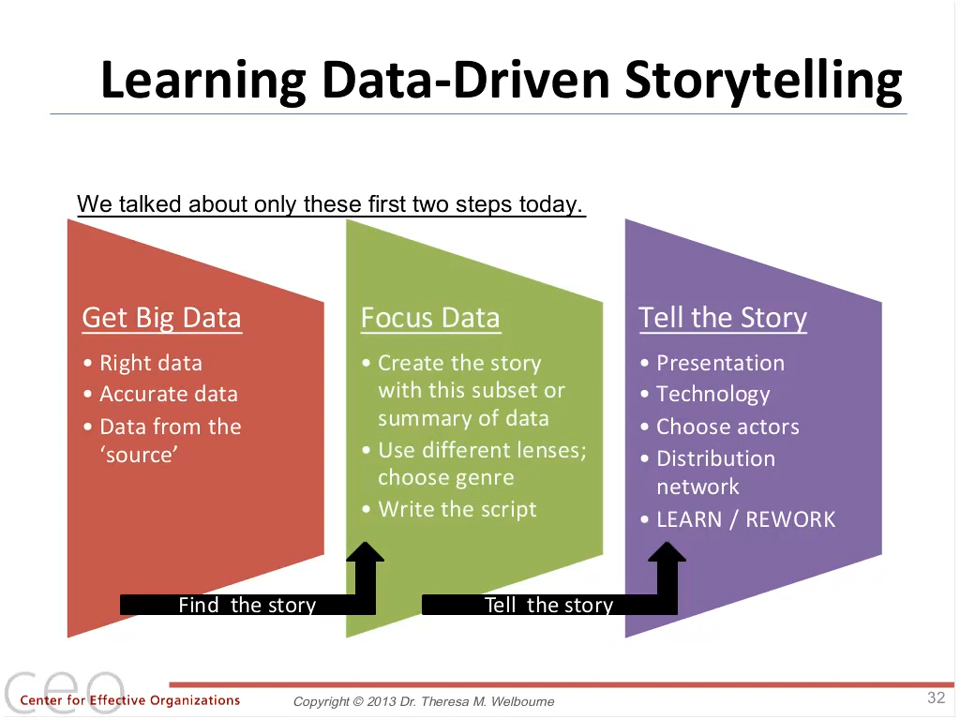 Learning Data-Driven Storytelling
We talked about only these first two steps today.
Get Big Data
• Right data
• Accurate data
• Data from the
‘source’
Focus Data
• Create the story
with this subset or
summary of data
• Use different lenses;
choose genre
• Write the script
Tell the Story
• Presentation
• Technology
• Choose actors
• Distribution
network
• LEARN / REWORK
Find the story
Tell the story
ceo
Center for Effective Organizations
Copyright © 2013 Dr. Theresa M. Welbourne
32